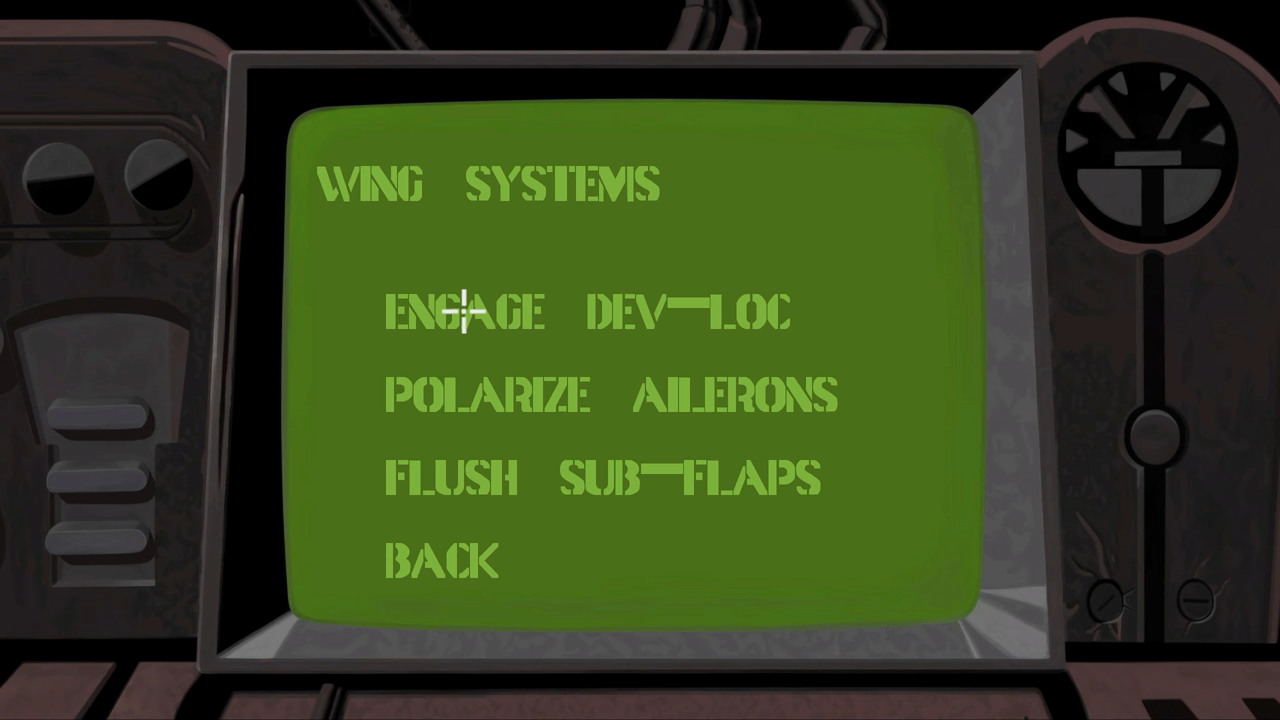 WING SYSTEMS
ENGAGE DEV-LOC
POLARIZE AILERONS
FLUSH SUB-FLAPS
BACK